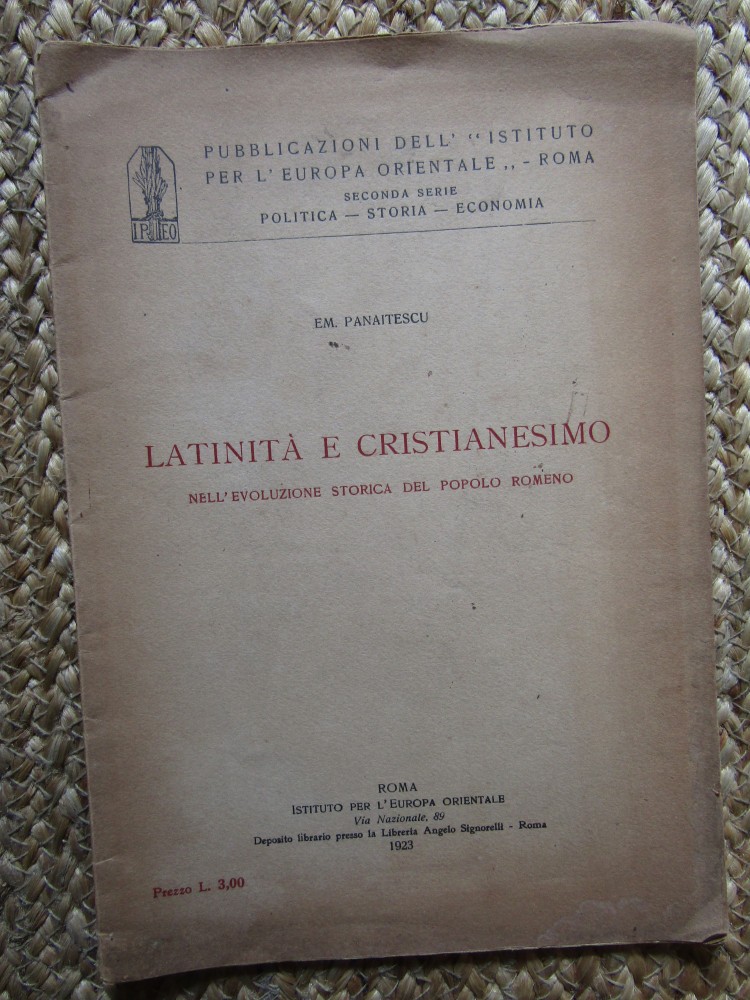 PUBBLICAZIONI DELL' “ ISTITUTO
PER L' EUROPA ORIENTALE „ - ROMA
SECONDA SERIE
POLITICA — STORIA — ECONOMIA
I P EO
EM. PANAITESCU
LATINITÀ E CRISTIANESIMO
NELL' EVOLUZIONE STORICA DEL POPOLO ROMENO
ROMA
ISTITUTO PER L'EUROPA ORIENTALE
Via Nazionale, 89
Deposito librario presso la Libreria Angelo Signorelli - Roma
1923
Prezzo L. 3,00